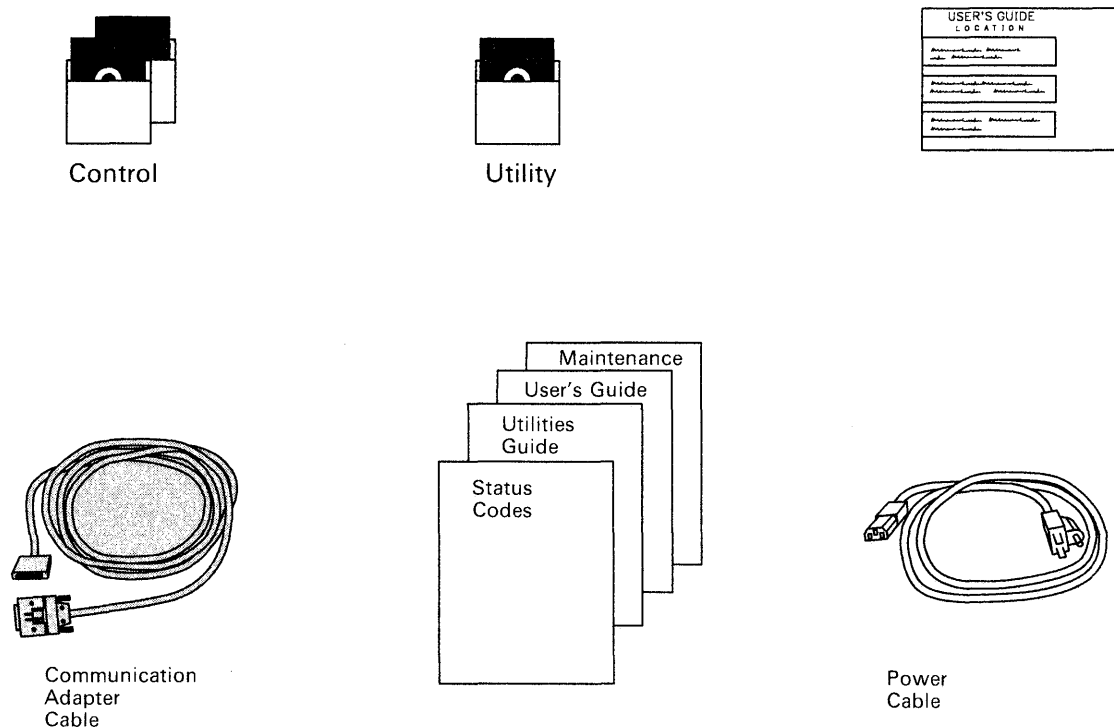 USER'S GUIDE
LOCATION
Control
Utility
Maintenance
User's Guide
Utilities
Guide
Status
Codes
Communication
Adapter
Cable
Power
Cable